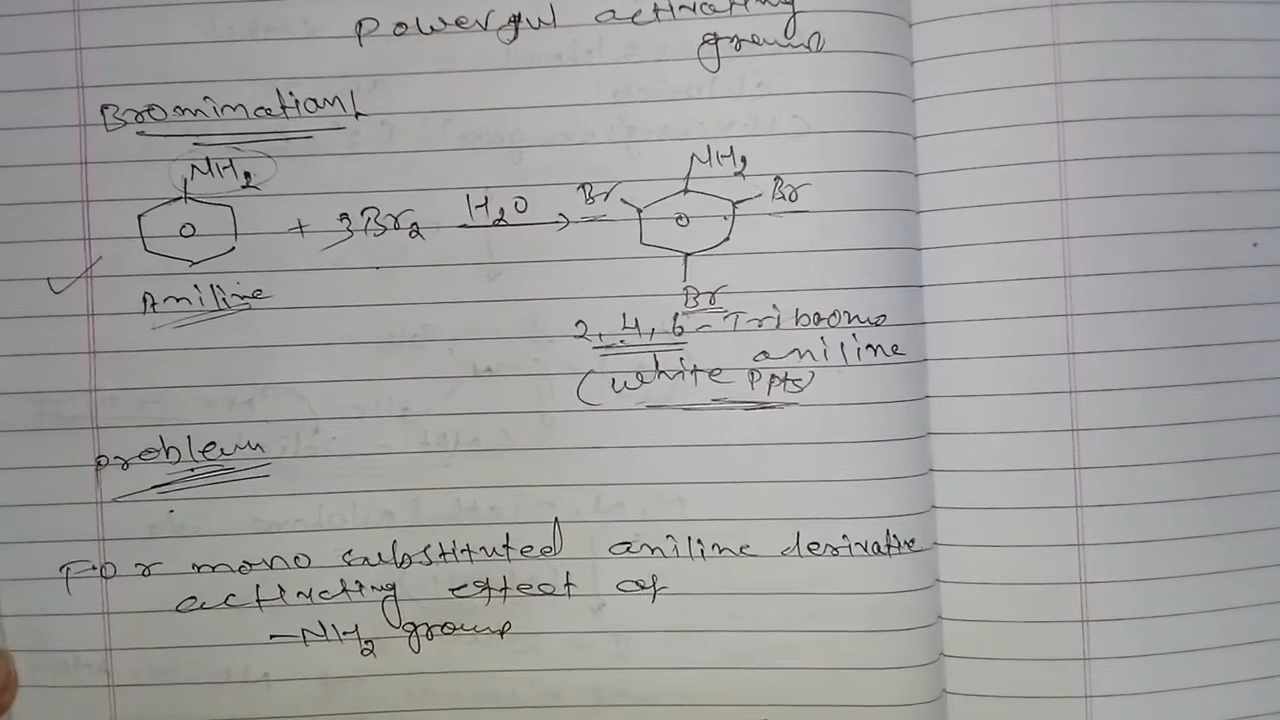 Powerful activating
group
Bromination
NH2 NH2
Br Br
+ 3Br2 H2O
Aniline Br
2, 4, 6 - Tribromo
aniline
(white ppts)
problem
For mono substituted aniline derivative
activating effect of
-NH2 group